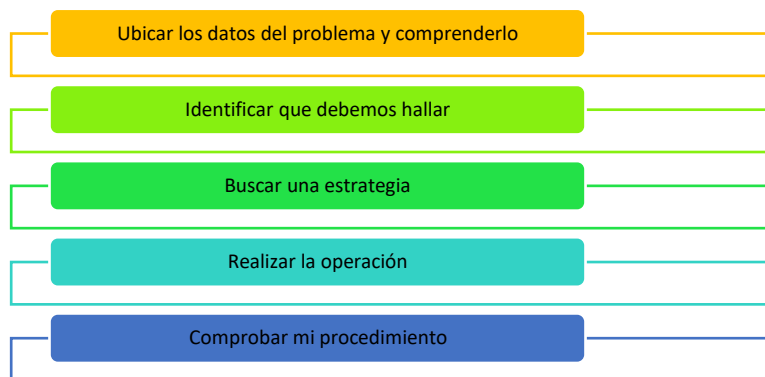 Ubicar los datos del problema y comprenderlo
Identificar que debemos hallar
Buscar una estrategia
Realizar la operación
Comprobar mi procedimiento